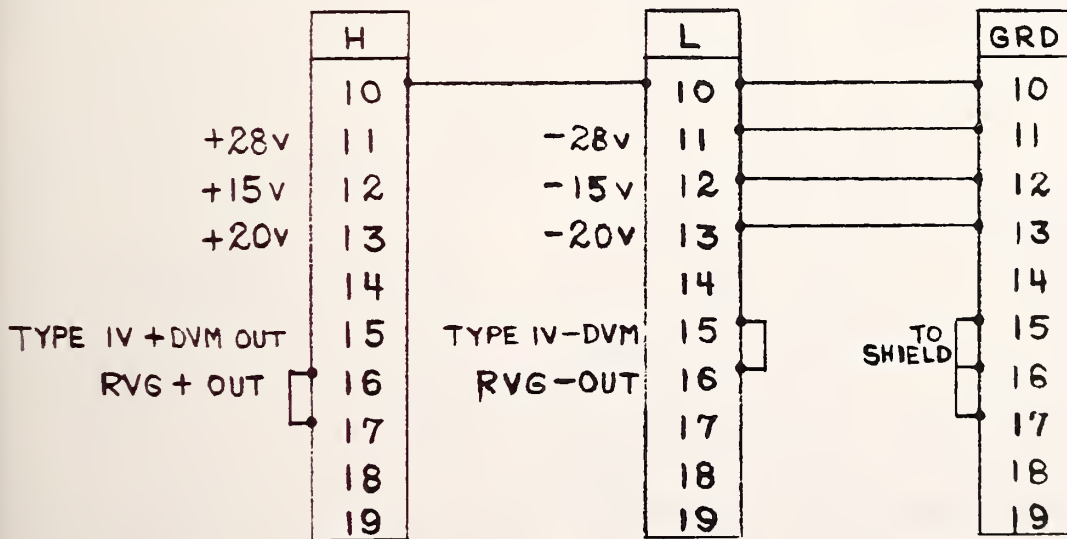 H L GRD
10 10 10
+28V 11 -28V 11 11
+15V 12 -15V 12 12
+20V 13 -20V 13 13
14 14 14
TYPE IV +DVM OUT 15 TYPE IV-DVM 15 TO 15
SHIELD
RVG + OUT 16 RVG-OUT 16 16
17 17 17
18 18 18
19 19 19